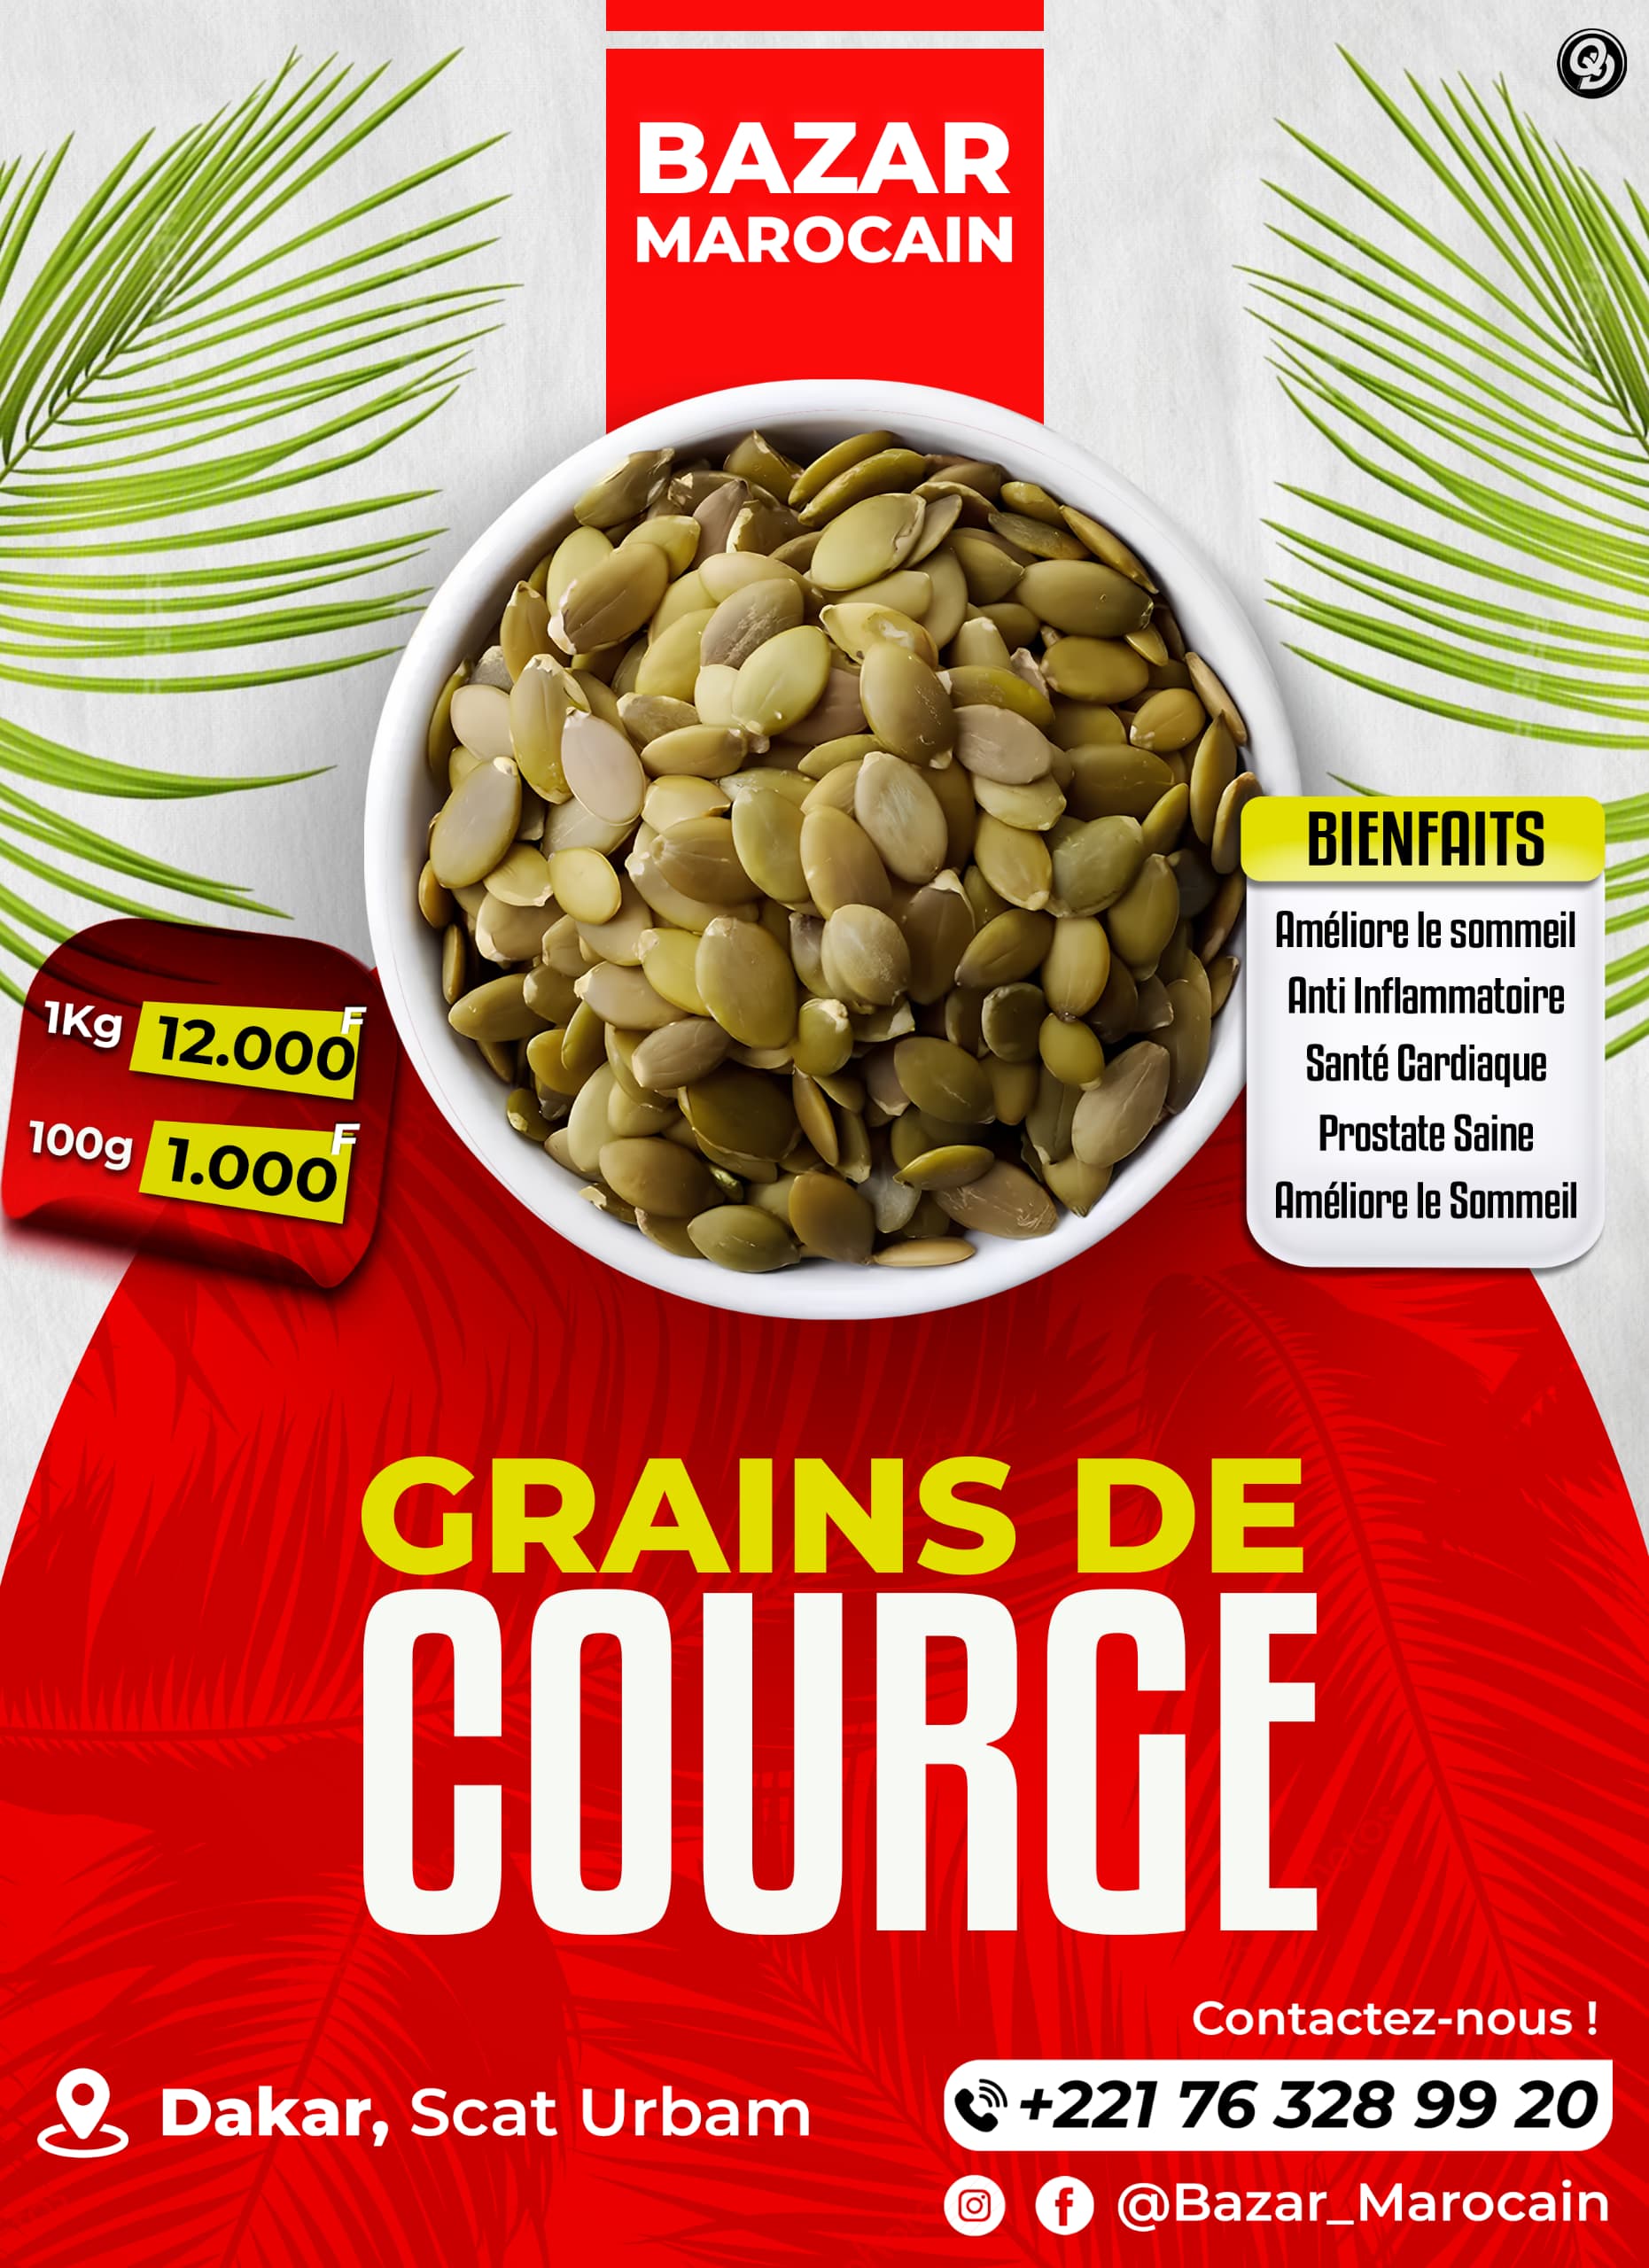 BAZAR
MAROCAIN
BIENFAITS
Améliore le sommeil
Anti Inflammatoire
Santé Cardiaque
Prostate Saine
Améliore le Sommeil
1Kg 12.000F
100g 1.000F
GRAINS DE
COURGE
Contactez-nous !
Dakar, Scat Urbam
+221 76 328 99 20
@Bazar_Marocain